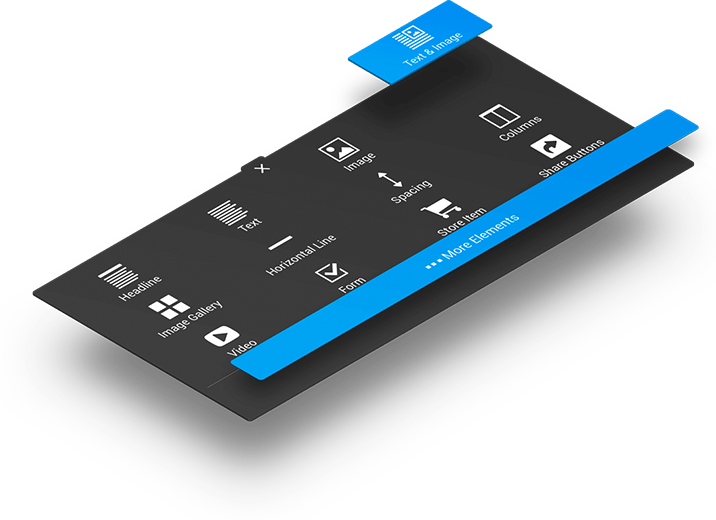 Headline
Text
Image
Text & Image
Image Gallery
Horizontal Line
Spacing
Columns
Video
Form
Store Item
Share Buttons
More Elements